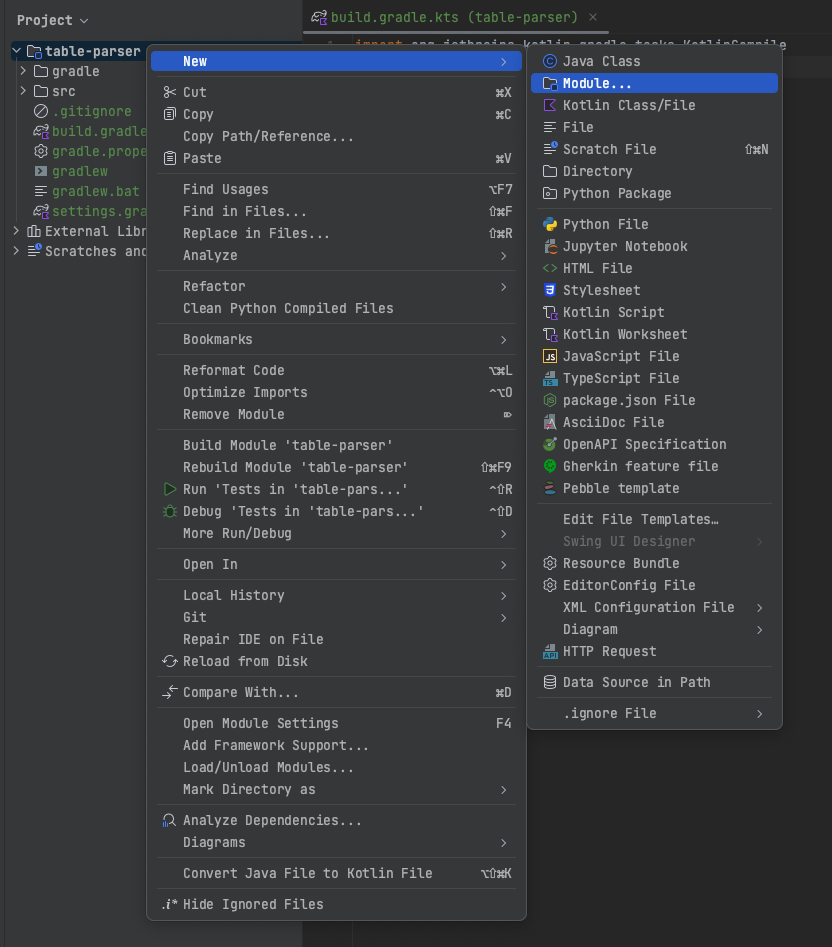 Project
table-parser
gradle
src
.gitignore
build.gradle
gradle.prope
gradlew
gradlew.bat
settings.gra
External Libr
Scratches and
build.gradle.kts (table-parser)
import org.jetbrains.kotlin.gradle.tasks.KotlinCompile
New
Cut ⌘X
Copy ⌘C
Copy Path/Reference...
Paste ⌘V
Find Usages ⌥F7
Find in Files... ⇧⌘F
Replace in Files... ⇧⌘R
Analyze
Refactor
Clean Python Compiled Files
Bookmarks
Reformat Code ⌥⌘L
Optimize Imports ⌃⌥O
Remove Module ⌦
Build Module 'table-parser'
Rebuild Module 'table-parser' ⇧⌘F9
Run 'Tests in 'table-pars...' ⌃⇧R
Debug 'Tests in 'table-pars...' ⌃⇧D
More Run/Debug
Open In
Local History
Git
Repair IDE on File
Reload from Disk
Compare With... ⌘D
Open Module Settings F4
Add Framework Support...
Load/Unload Modules...
Mark Directory as
Analyze Dependencies...
Diagrams
Convert Java File to Kotlin File ⌥⇧⌘K
.i* Hide Ignored Files
Java Class
Module...
Kotlin Class/File
File
Scratch File ⇧⌘N
Directory
Python Package
Python File
Jupyter Notebook
HTML File
Stylesheet
Kotlin Script
Kotlin Worksheet
JS JavaScript File
TS TypeScript File
package.json File
AsciiDoc File
OpenAPI Specification
Gherkin feature file
Pebble template
Edit File Templates…
Swing UI Designer
Resource Bundle
EditorConfig File
XML Configuration File
Diagram
API HTTP Request
Data Source in Path
.ignore File